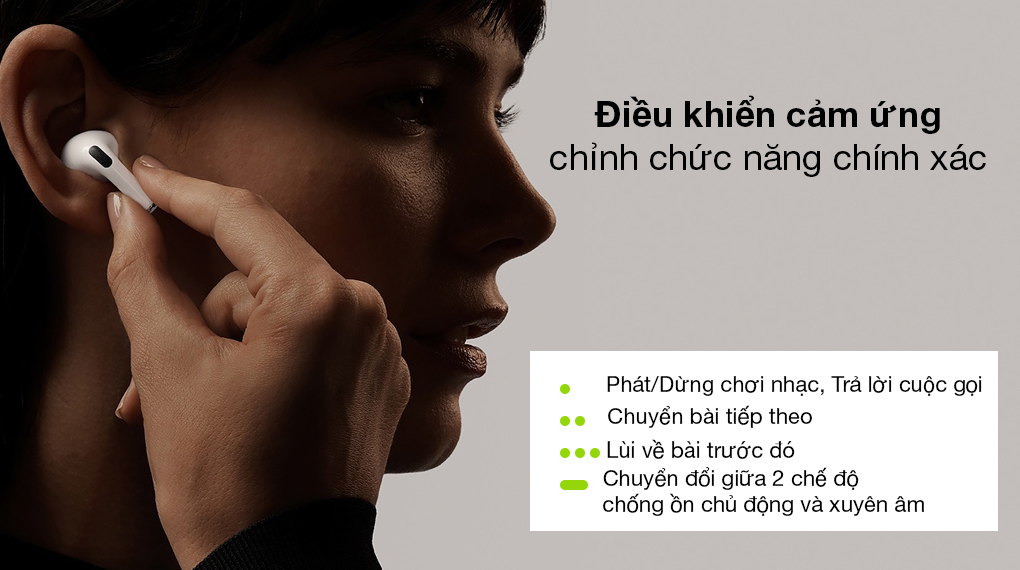 Điều khiển cảm ứng
chỉnh chức năng chính xác
Phát/Dừng chơi nhạc, Trả lời cuộc gọi
Chuyển bài tiếp theo
Lùi về bài trước đó
Chuyển đổi giữa 2 chế độ
chống ồn chủ động và xuyên âm